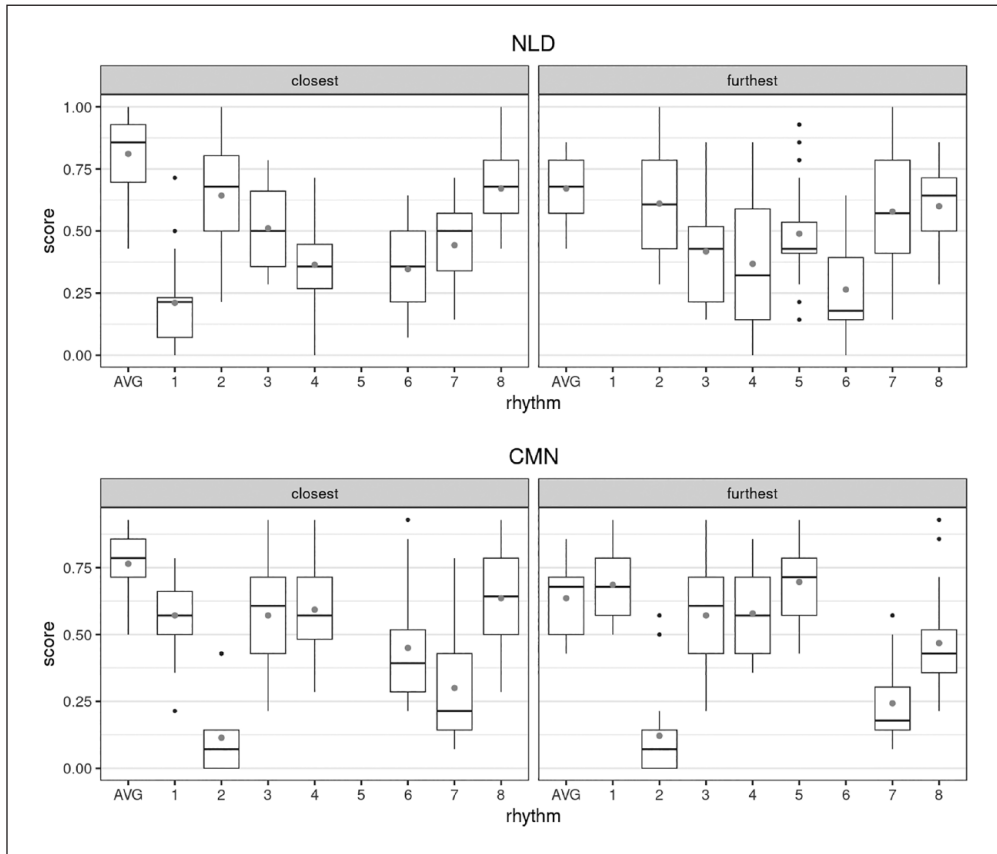 NLD
closest furthest
1.00
0.75
0.50
0.25
0.00
score
AVG 1 2 3 4 5 6 7 8 AVG 1 2 3 4 5 6 7 8
rhythm
CMN
closest furthest
0.75
0.50
0.25
0.00
score
AVG 1 2 3 4 5 6 7 8 AVG 1 2 3 4 5 6 7 8
rhythm